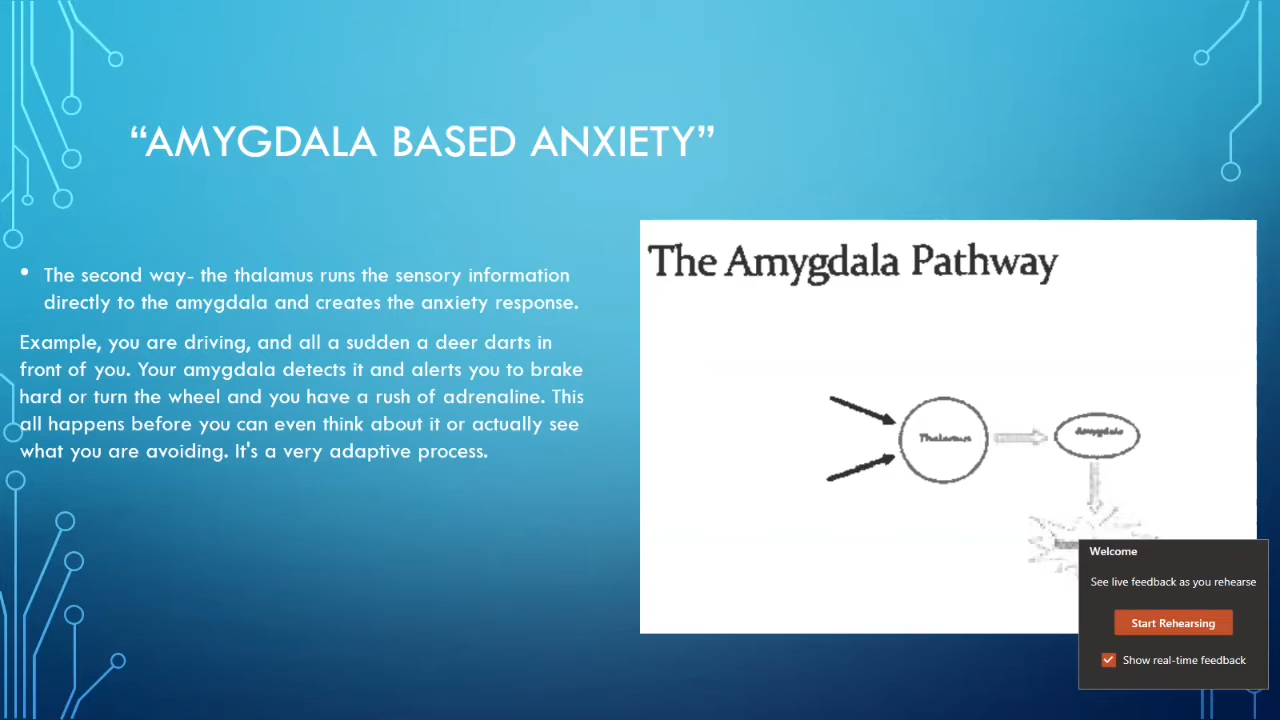 “AMYGDALA BASED ANXIETY”
• The second way- the thalamus runs the sensory information
directly to the amygdala and creates the anxiety response.
Example, you are driving, and all a sudden a deer darts in
front of you. Your amygdala detects it and alerts you to brake
hard or turn the wheel and you have a rush of adrenaline. This
all happens before you can even think about it or actually see
what you are avoiding. It's a very adaptive process.
The Amygdala Pathway
Thalamus
Amygdala
Welcome
See live feedback as you rehearse
Start Rehearsing
Show real-time feedback